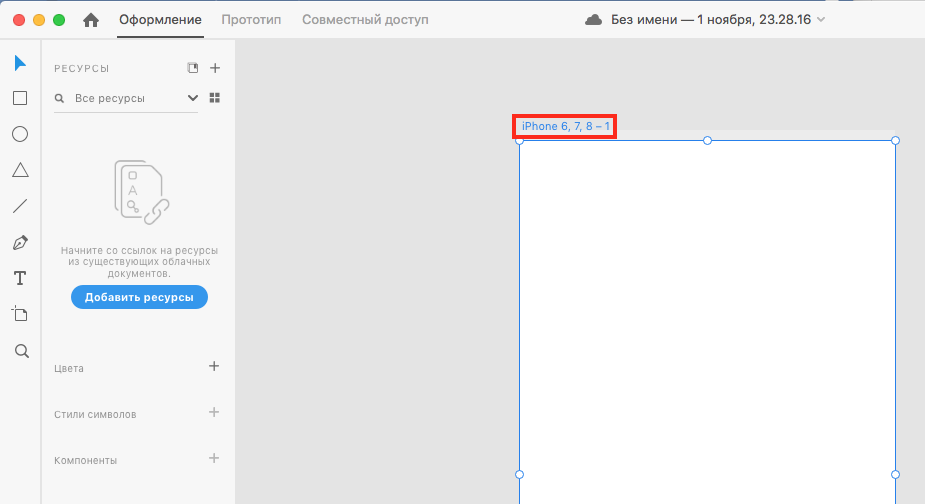 Оформление Прототип Совместный доступ Без имени — 1 ноября, 23.28.16
РЕСУРСЫ
Все ресурсы
iPhone 6, 7, 8 – 1
A
Начните со ссылок на ресурсы
из существующих облачных
документов.
Добавить ресурсы
Цвета
Стили символов
Компоненты
T